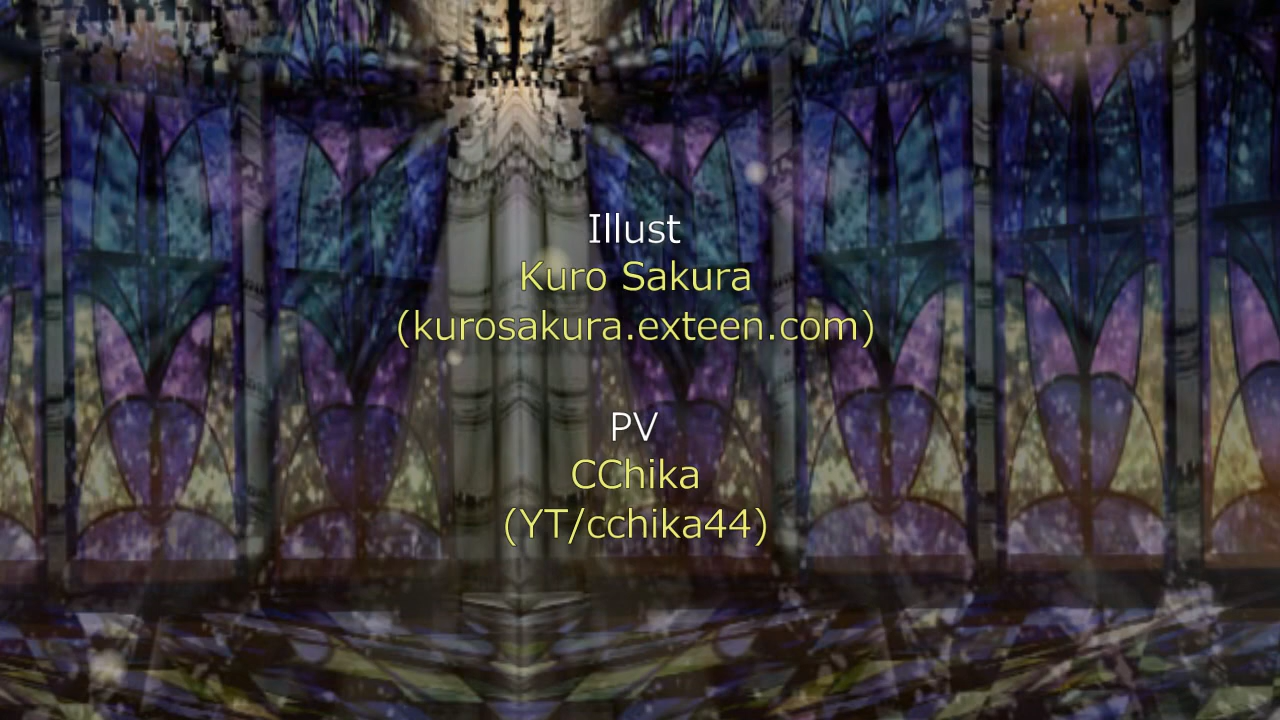 Illust
Kuro Sakura
(kurosakura.exteen.com)
PV
CChika
(YT/cchika44)